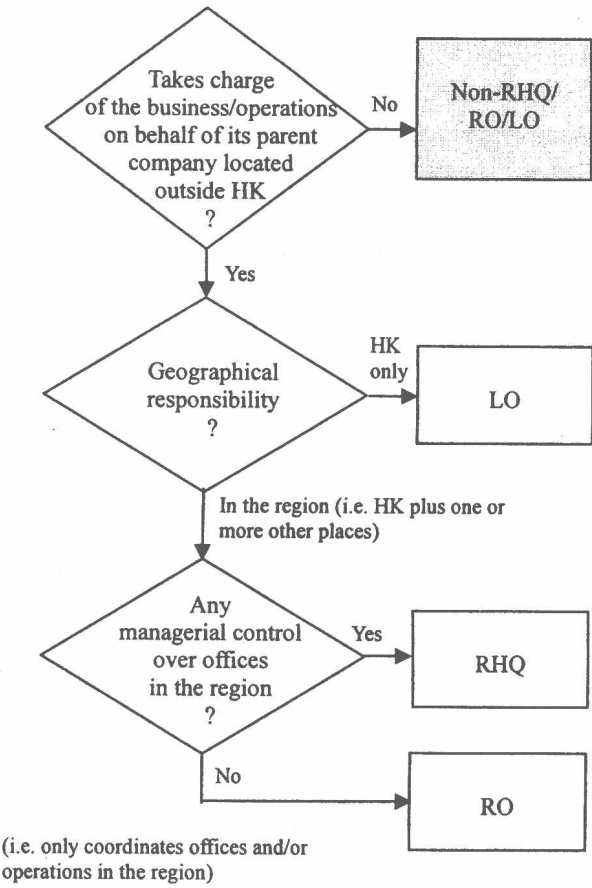 Takes charge
of the business/operations
on behalf of its parent
company located
outside HK
?
No
Non-RHQ/
RO/LO
Yes
Geographical
responsibility
?
HK
only
LO
In the region (i.e. HK plus one or
more other places)
Any
managerial control
over offices
in the region
?
Yes
RHQ
No
RO
(i.e. only coordinates offices and/or
operations in the region)